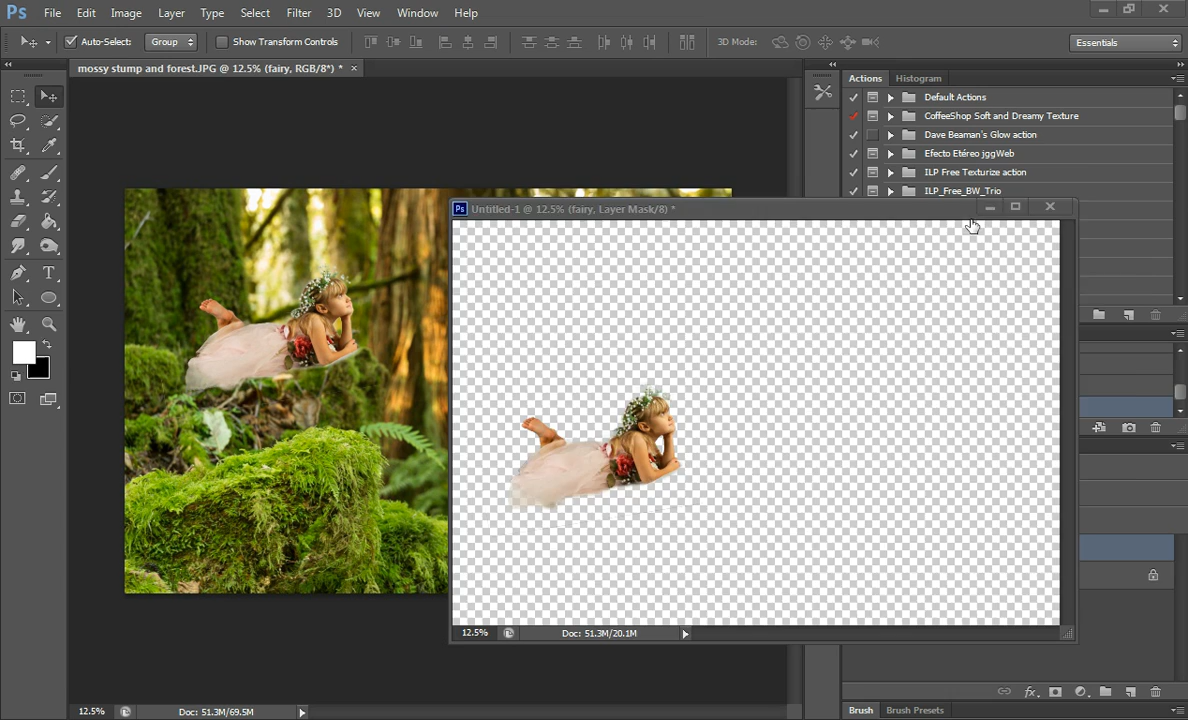 Ps File Edit Image Layer Type Select Filter 3D View Window Help
Auto-Select: Group Show Transform Controls 3D Mode: Essentials
mossy stump and forest.JPG @ 12.5% (fairy, RGB/8*) * ×
Actions Histogram
Default Actions
CoffeeShop Soft and Dreamy Texture
Dave Beaman's Glow action
Efecto Etéreo jggWeb
ILP Free Texturize action
ILP_Free_BW_Trio
Ps Untitled-1 @ 12.5% (fairy, Layer Mask/8) *
T
12.5% Doc: 51.3M/20.1M
fx
12.5% Doc: 51.3M/69.5M
Brush Brush Presets